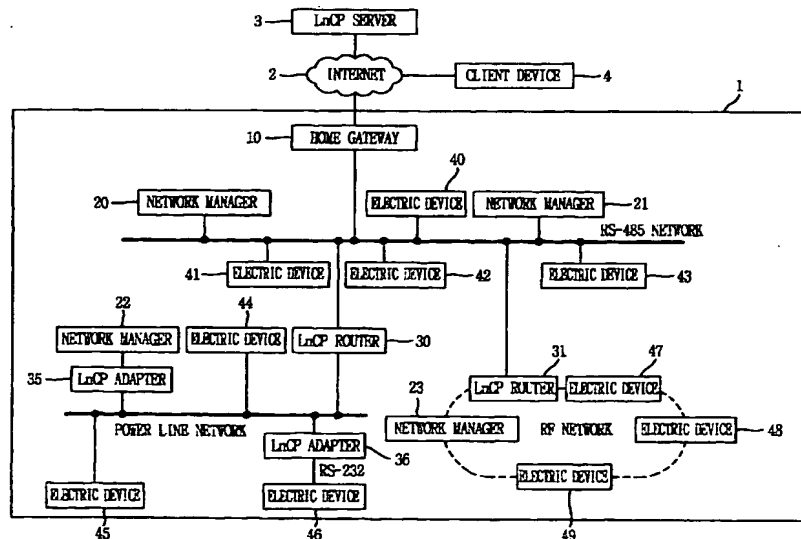 3 LnCP SERVER
2 INTERNET CLIENT DEVICE 4
1
10 HOME GATEWAY
40
20 NETWORK MANAGER ELECTRIC DEVICE NETWORK MANAGER 21
RS-485 NETWORK
41 ELECTRIC DEVICE ELECTRIC DEVICE 42 ELECTRIC DEVICE 43
22 44
NETWORK MANAGER ELECTRIC DEVICE LnCP ROUTER 30
31 47
35 LnCP ADAPTER LnCP ROUTER ELECTRIC DEVICE
23
POWER LINE NETWORK NETWORK MANAGER RF NETWORK ELECTRIC DEVICE 48
LnCP ADAPTER 36
RS-232
ELECTRIC DEVICE
ELECTRIC DEVICE ELECTRIC DEVICE
45 46 49